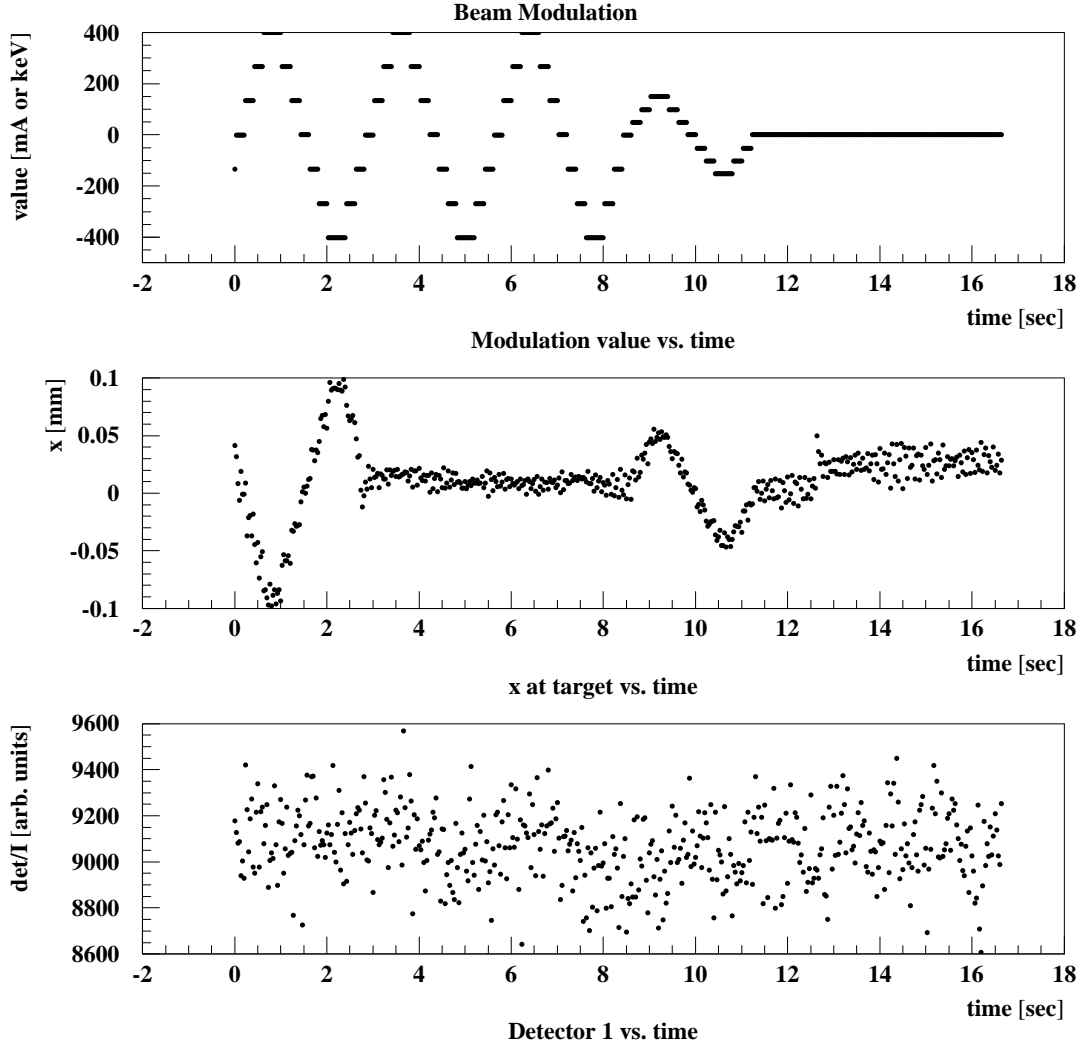 Beam Modulation
value [mA or keV]
400
200
0
-200
-400
-2 0 2 4 6 8 10 12 14 16 18
time [sec]
Modulation value vs. time
x [mm]
0.1
0.05
0
-0.05
-0.1
-2 0 2 4 6 8 10 12 14 16 18
time [sec]
x at target vs. time
det/I [arb. units]
9600
9400
9200
9000
8800
8600
-2 0 2 4 6 8 10 12 14 16 18
time [sec]
Detector 1 vs. time